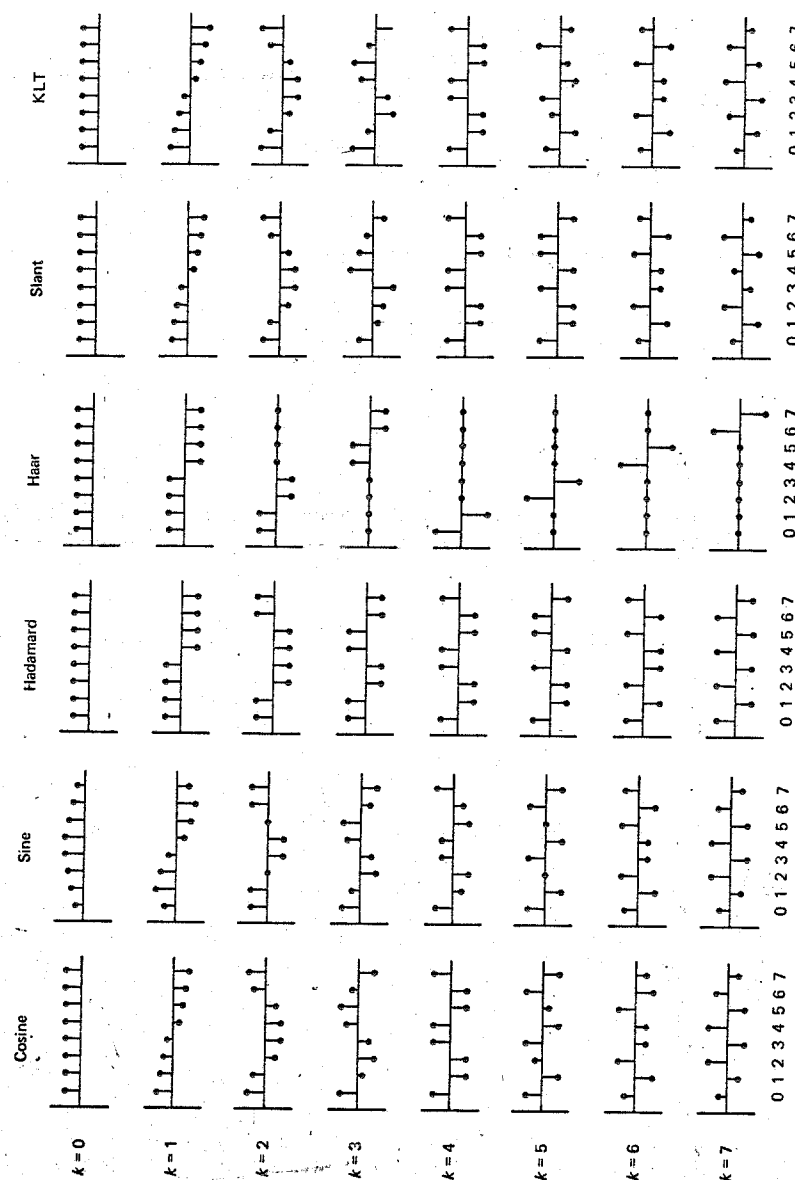 Cosine Sine Hadamard Haar Slant KLT
k = 0
k = 1
k = 2
k = 3
k = 4
k = 5
k = 6
k = 7
0 1 2 3 4 5 6 7 0 1 2 3 4 5 6 7 0 1 2 3 4 5 6 7 0 1 2 3 4 5 6 7 0 1 2 3 4 5 6 7 0 1 2 3 4 5 6 7